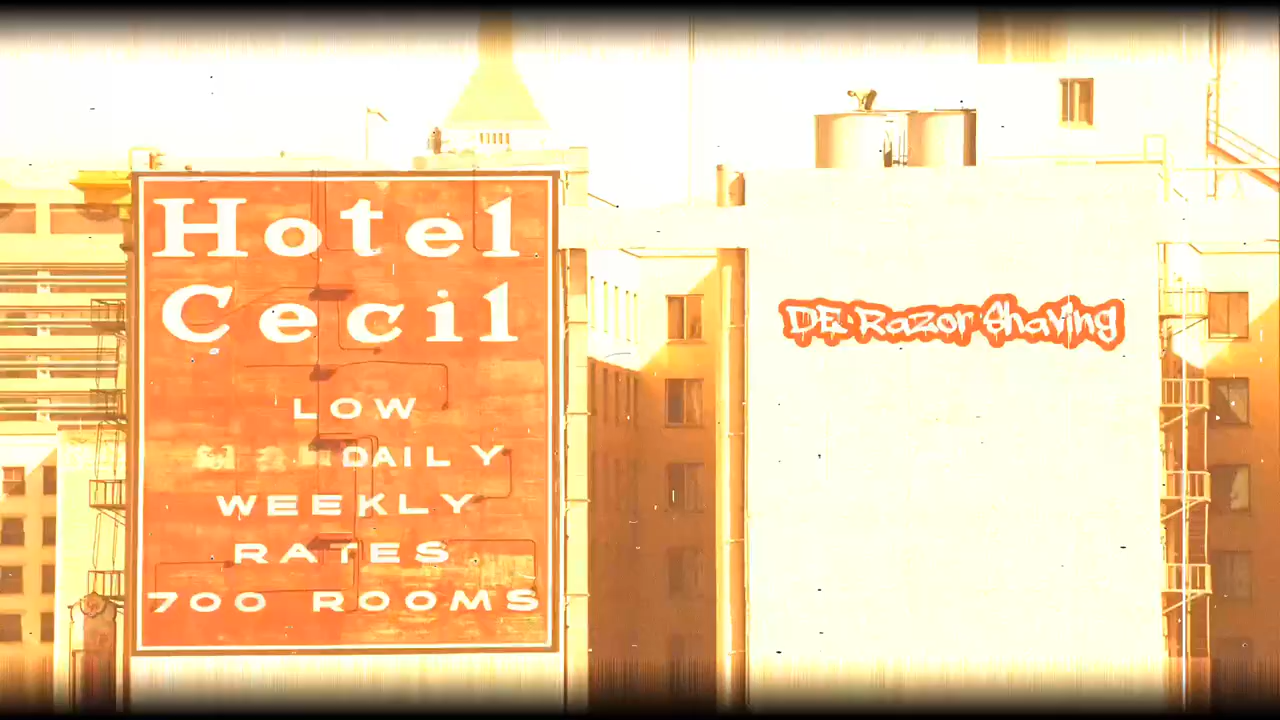 Hotel
Cecil
LOW
DAILY
WEEKLY
RATES
700 ROOMS
DE Razor Shaving